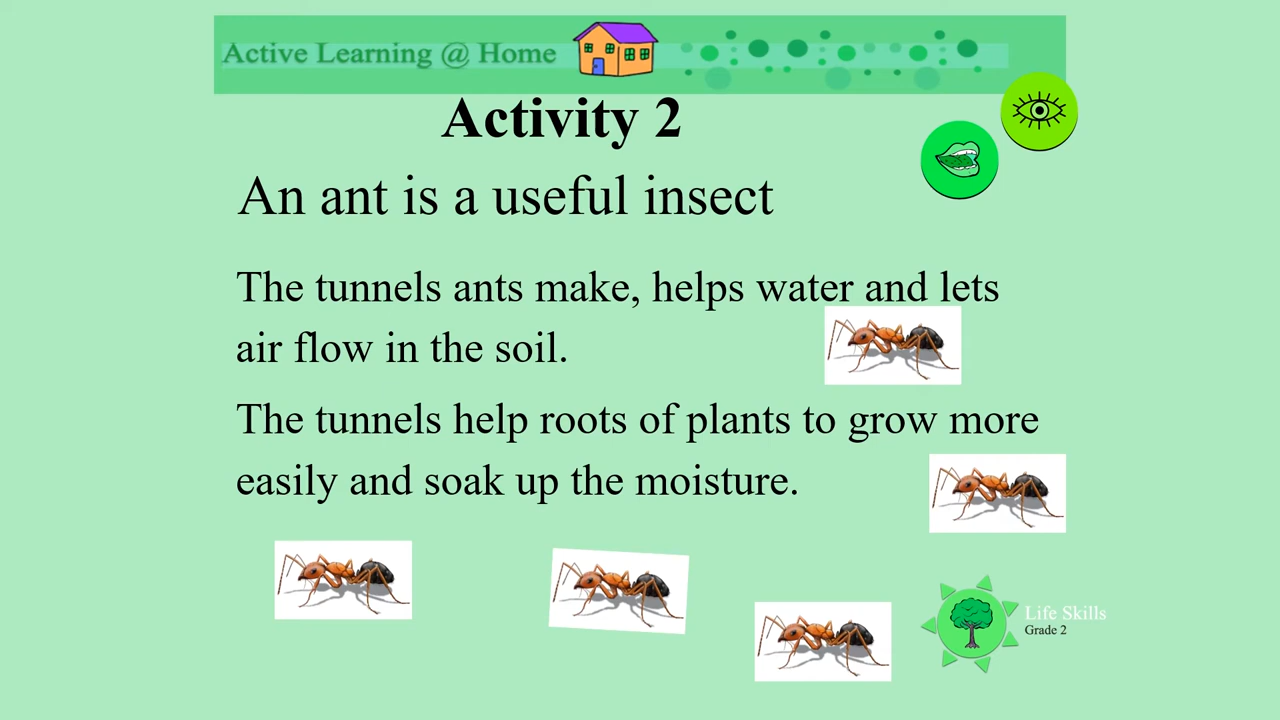 Active Learning @ Home
Activity 2
An ant is a useful insect
The tunnels ants make, helps water and lets
air flow in the soil.
The tunnels help roots of plants to grow more
easily and soak up the moisture.
Life Skills
Grade 2